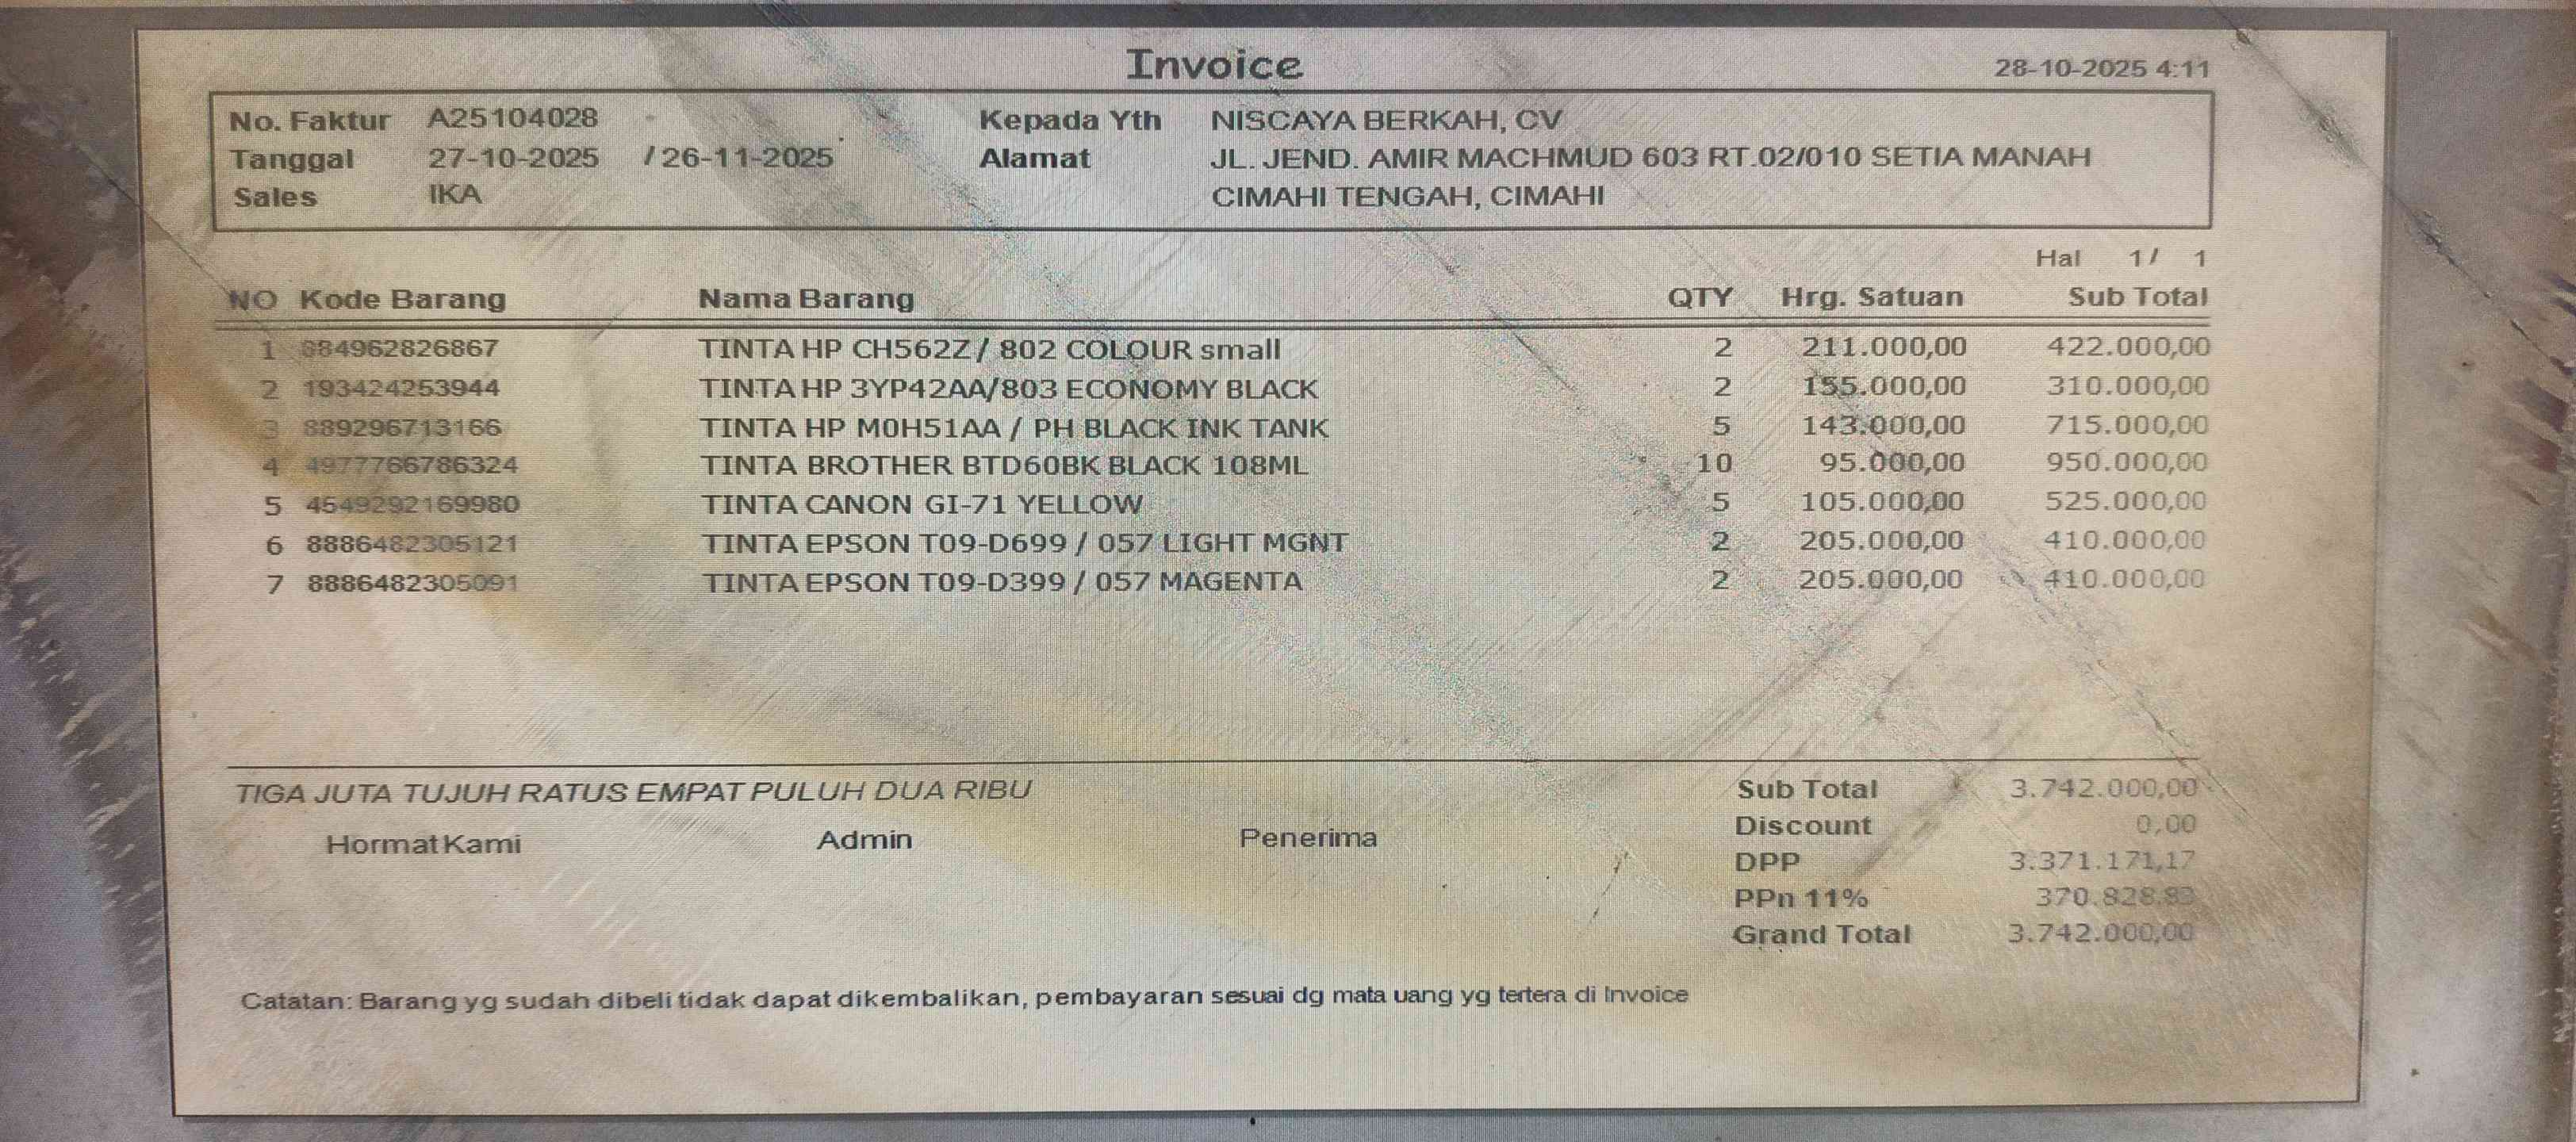 Invoice
28-10-2025 4:11
No. Faktur A25104028 Kepada Yth NISCAYA BERKAH, CV
Tanggal 27-10-2025 / 26-11-2025 Alamat JL. JEND. AMIR MACHMUD 603 RT.02/010 SETIA MANAH
Sales IKA CIMAHI TENGAH, CIMAHI
Hal 1/ 1
NO Kode Barang Nama Barang QTY Hrg. Satuan Sub Total
1 884962826867 TINTA HP CH562Z / 802 COLOUR small 2 211.000,00 422.000,00
2 193424253944 TINTA HP 3YP42AA/803 ECONOMY BLACK 2 155.000,00 310.000,00
3 889296713166 TINTA HP M0H51AA / PH BLACK INK TANK 5 143.000,00 715.000,00
4 4977766786324 TINTA BROTHER BTD60BK BLACK 108ML 10 95.000,00 950.000,00
5 4549292169980 TINTA CANON GI-71 YELLOW 5 105.000,00 525.000,00
6 8886482305121 TINTA EPSON T09-D699 / 057 LIGHT MGNT 2 205.000,00 410.000,00
7 8886482305091 TINTA EPSON T09-D399 / 057 MAGENTA 2 205.000,00 410.000,00
TIGA JUTA TUJUH RATUS EMPAT PULUH DUA RIBU Sub Total 3.742.000,00
Hormat Kami Admin Penerima Discount 0,00
DPP 3.371.171,17
PPn 11% 370.828,83
Grand Total 3.742.000,00
Catatan: Barang yg sudah dibeli tidak dapat dikembalikan, pembayaran sesuai dg mata uang yg tertera di Invoice